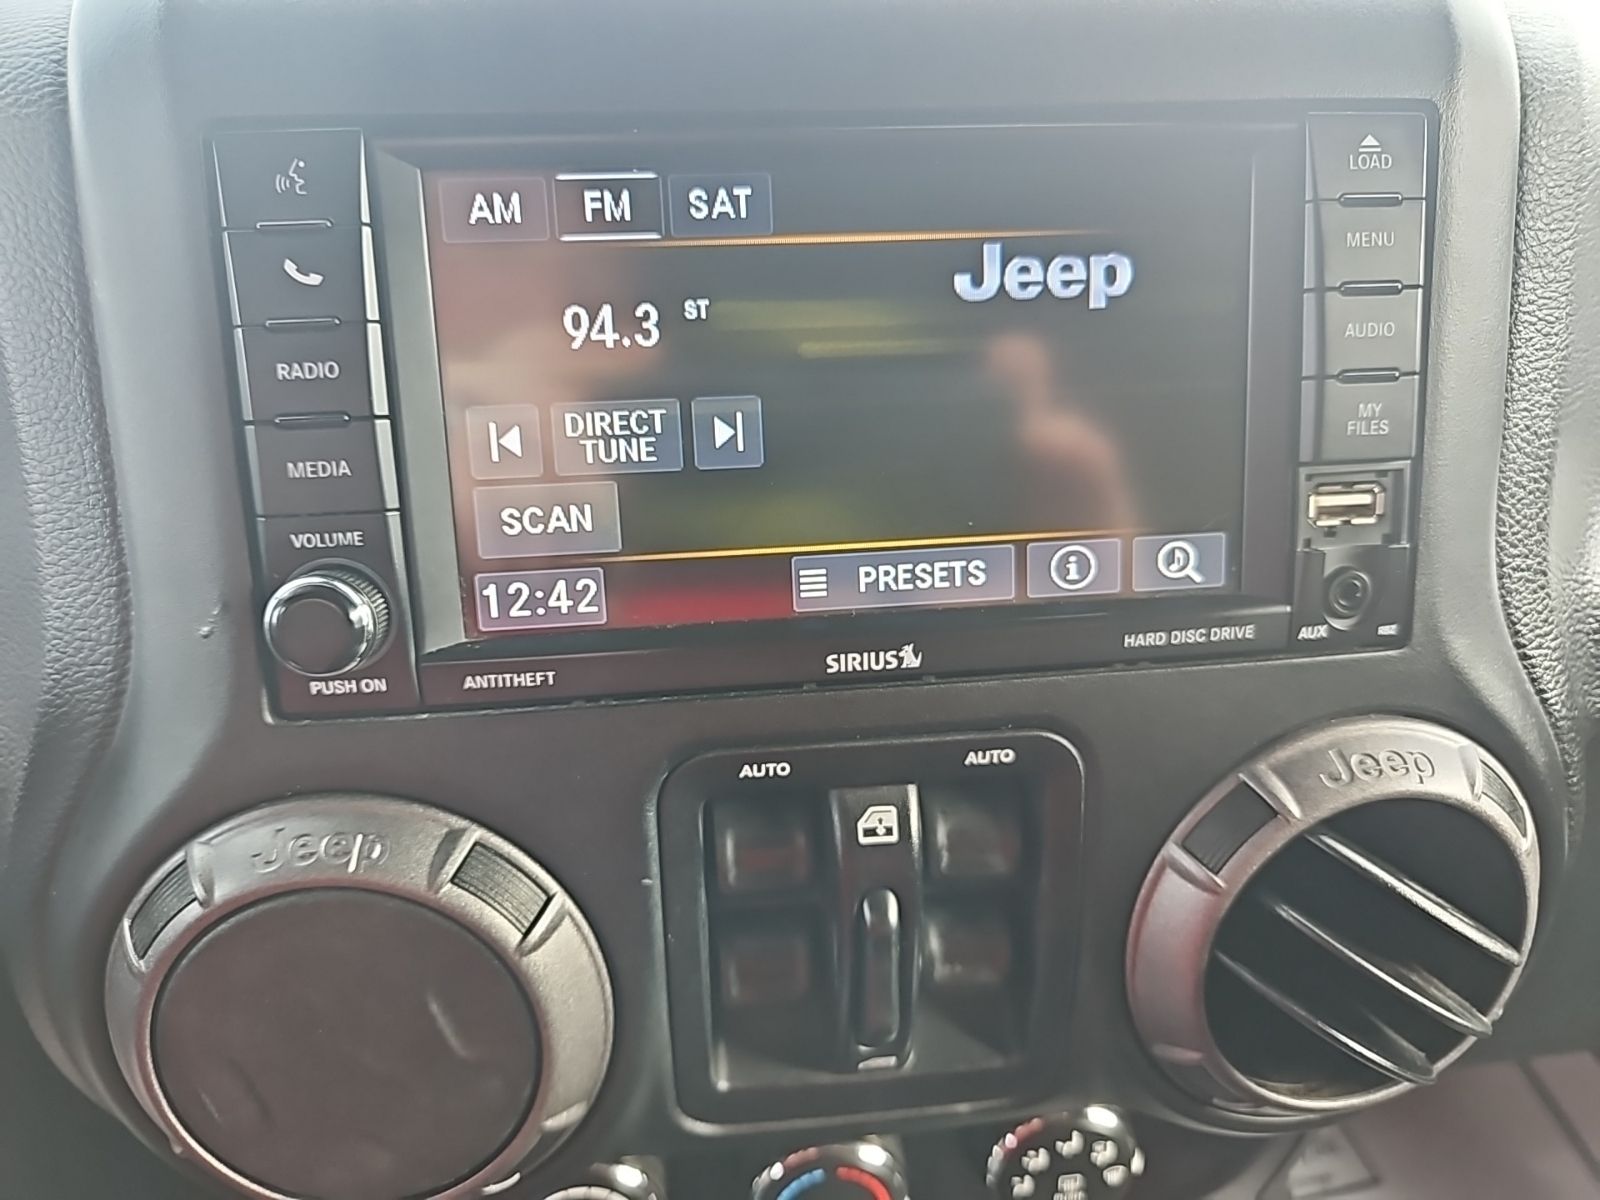 LOAD
MENU
AUDIO
MY
FILES
AM FM SAT
Jeep
94.3 ST
RADIO
DIRECT
TUNE
MEDIA
SCAN
VOLUME
12:42
PRESETS
PUSH ON
ANTITHEFT
SIRIUS
HARD DISC DRIVE
AUX
AUTO
AUTO
Jeep
Jeep